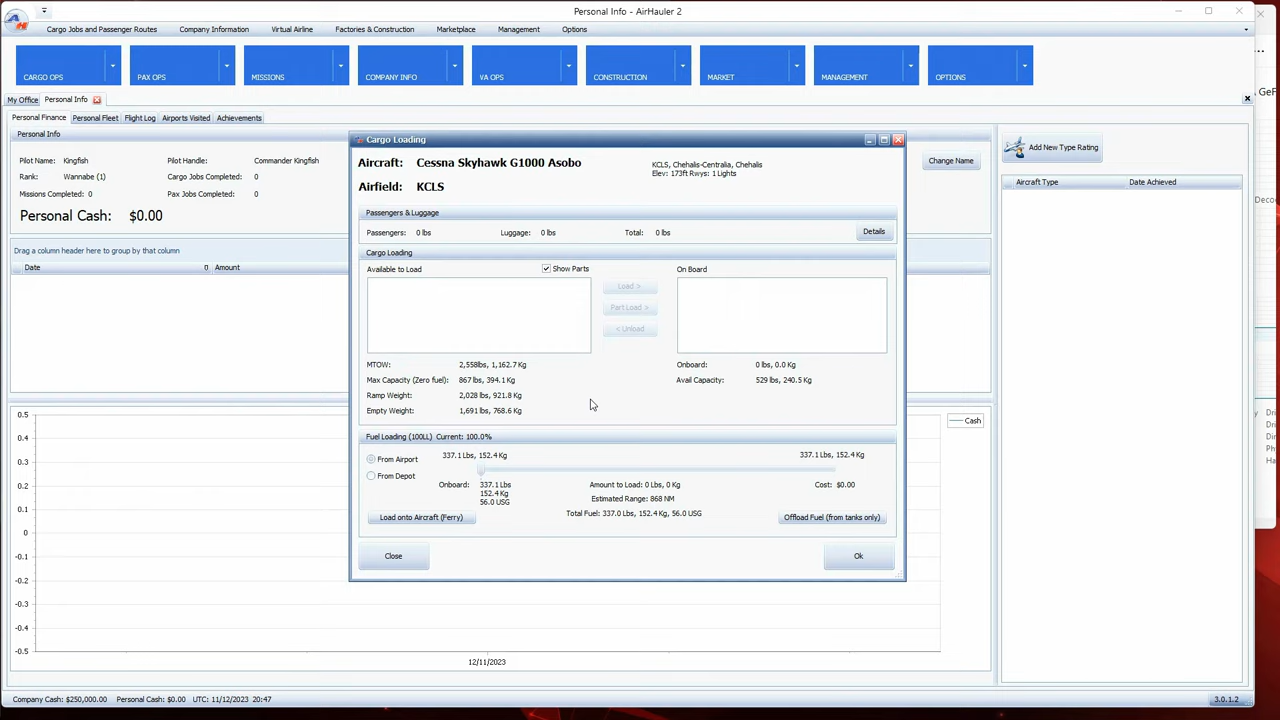 Personal Info - AirHauler 2
Cargo Jobs and Passenger Routes Company Information Virtual Airline Factories & Construction Marketplace Management Options
CARGO OPS PAX OPS MISSIONS COMPANY INFO VA OPS CONSTRUCTION MARKET MANAGEMENT OPTIONS
My Office Personal Info
Personal Finance Personal Fleet Flight Log Airports Visited Achievements
Personal Info
Pilot Name: Kingfish Pilot Handle: Commander Kingfish
Rank: Wannabe (1) Cargo Jobs Completed: 0
Missions Completed: 0 Pax Jobs Completed: 0
Personal Cash: $0.00
Change Name
Add New Type Rating
Aircraft Type Date Achieved
Drag a column header here to group by that column
Date 0 Amount
Cargo Loading
Aircraft: Cessna Skyhawk G1000 Asobo
KCLS, Chehalis-Centralia, Chehalis
Elev: 173ft Rwys: 1 Lights
Airfield: KCLS
Passengers & Luggage
Passengers: 0 lbs Luggage: 0 lbs Total: 0 lbs Details
Cargo Loading
Available to Load Show Parts On Board
Load >
Part Load >
< Unload
MTOW: 2,558lbs, 1,162.7 Kg Onboard: 0 lbs, 0.0 Kg
Max Capacity (Zero fuel): 867 lbs, 394.1 Kg Avail Capacity: 529 lbs, 240.5 Kg
Ramp Weight: 2,028 lbs, 921.8 Kg
Empty Weight: 1,691 lbs, 768.6 Kg
Fuel Loading (100LL) Current: 100.0%
From Airport 337.1 Lbs, 152.4 Kg 337.1 Lbs, 152.4 Kg
From Depot
Onboard: 337.1 Lbs Amount to Load: 0 Lbs, 0 Kg Cost: $0.00
152.4 Kg
56.0 USG
Estimated Range: 868 NM
Total Fuel: 337.0 Lbs, 152.4 Kg, 56.0 USG
Load onto Aircraft (Ferry) Offload Fuel (from tanks only)
Close Ok
0.5
0.4
0.3
0.2
0.1
0
-0.1
-0.2
-0.3
-0.4
-0.5
12/11/2023
Cash
Company Cash: $250,000.00 Personal Cash: $0.00 UTC: 11/12/2023 20:47 3.0.1.2